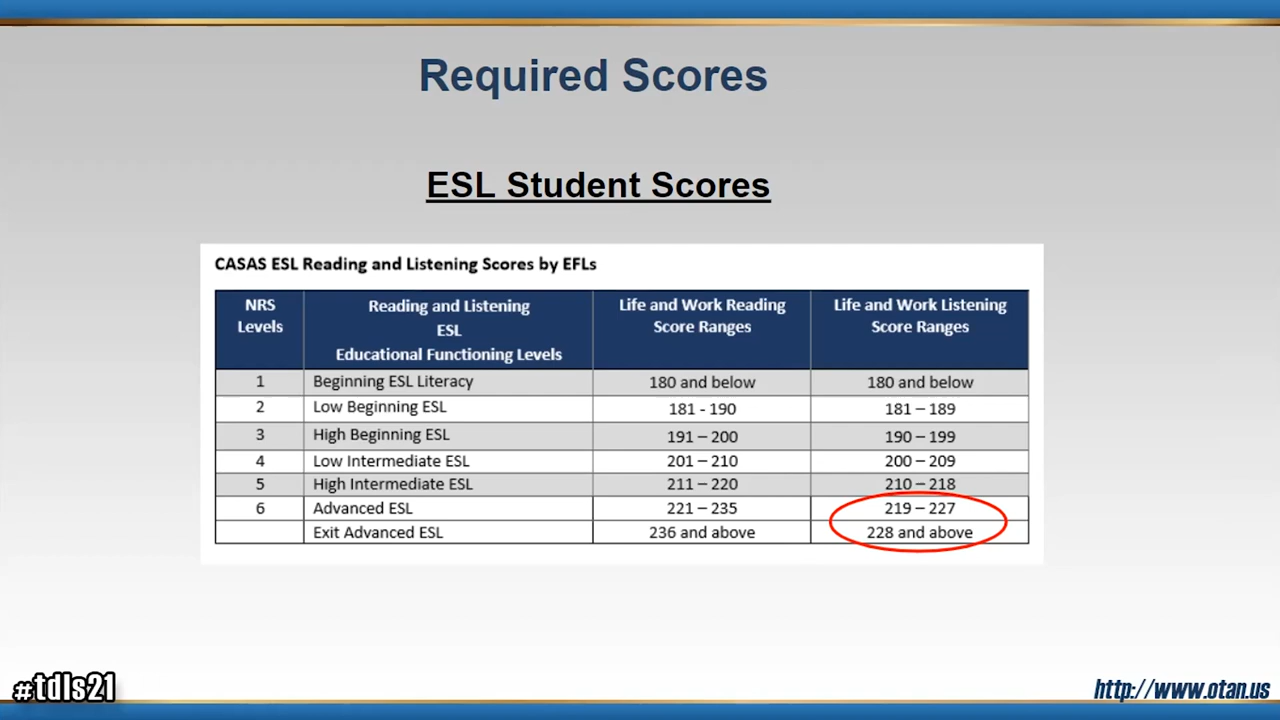 Required Scores
ESL Student Scores
CASAS ESL Reading and Listening Scores by EFLs
NRS Levels | Reading and Listening ESL Educational Functioning Levels | Life and Work Reading Score Ranges | Life and Work Listening Score Ranges
1 | Beginning ESL Literacy | 180 and below | 180 and below
2 | Low Beginning ESL | 181 - 190 | 181 – 189
3 | High Beginning ESL | 191 – 200 | 190 – 199
4 | Low Intermediate ESL | 201 – 210 | 200 – 209
5 | High Intermediate ESL | 211 – 220 | 210 – 218
6 | Advanced ESL | 221 – 235 | 219 – 227
Exit Advanced ESL | 236 and above | 228 and above
#tdls21
http://www.otan.us